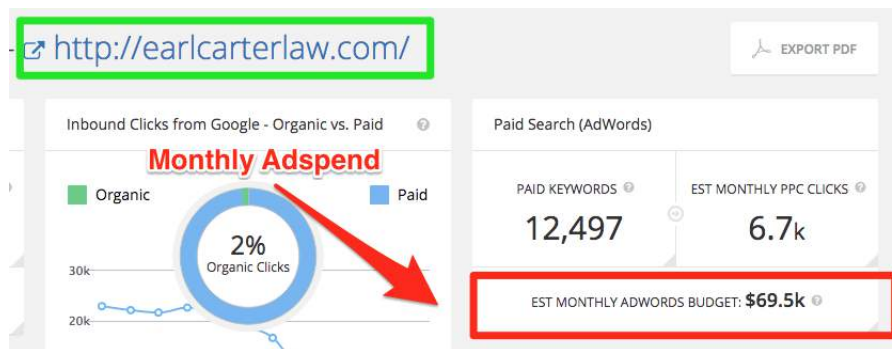 http://earlcarterlaw.com/
EXPORT PDF
Inbound Clicks from Google - Organic vs. Paid
Monthly Adspend
Organic
Paid
2%
Organic Clicks
30k
20k
Paid Search (AdWords)
PAID KEYWORDS
12,497
EST MONTHLY PPC CLICKS
6.7k
EST MONTHLY ADWORDS BUDGET: $69.5k